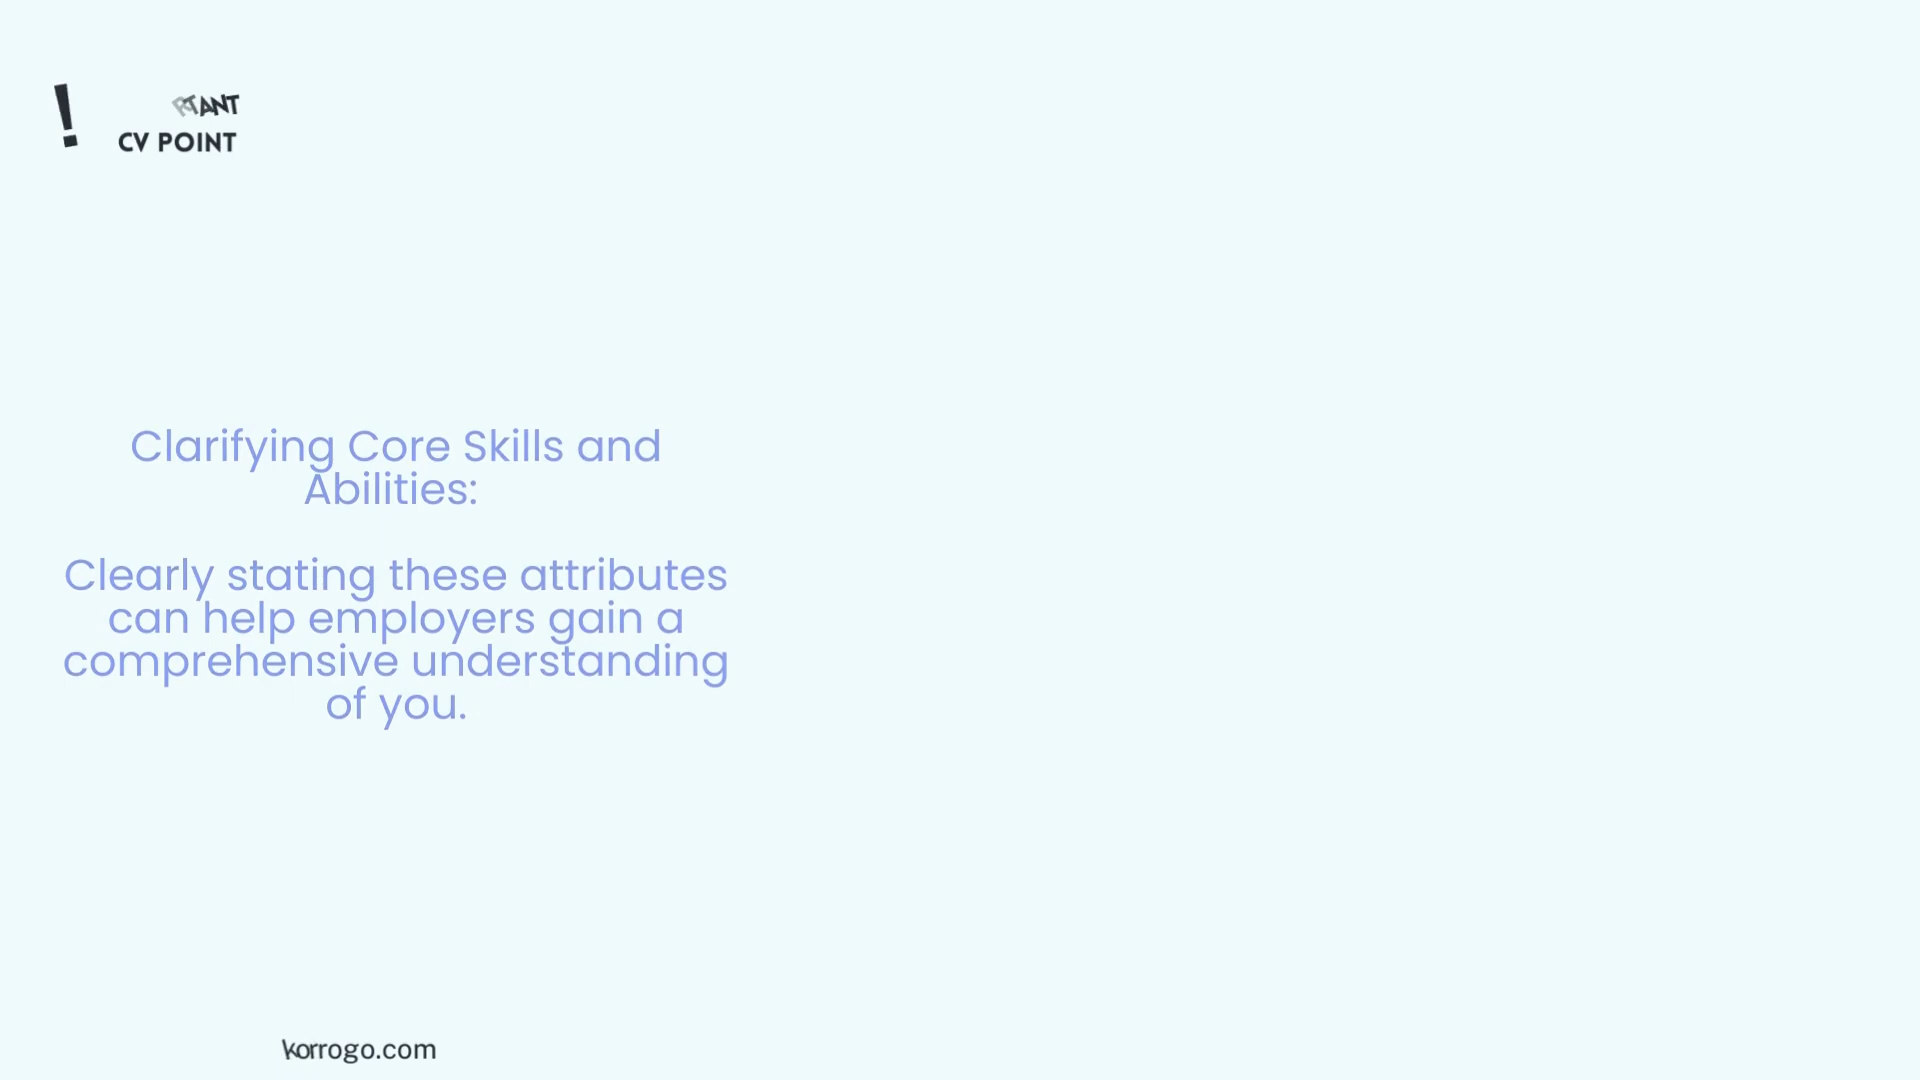 !
RTANT
CV POINT
Clarifying Core Skills and
Abilities:
Clearly stating these attributes
can help employers gain a
comprehensive understanding
of you.
korrogo.com